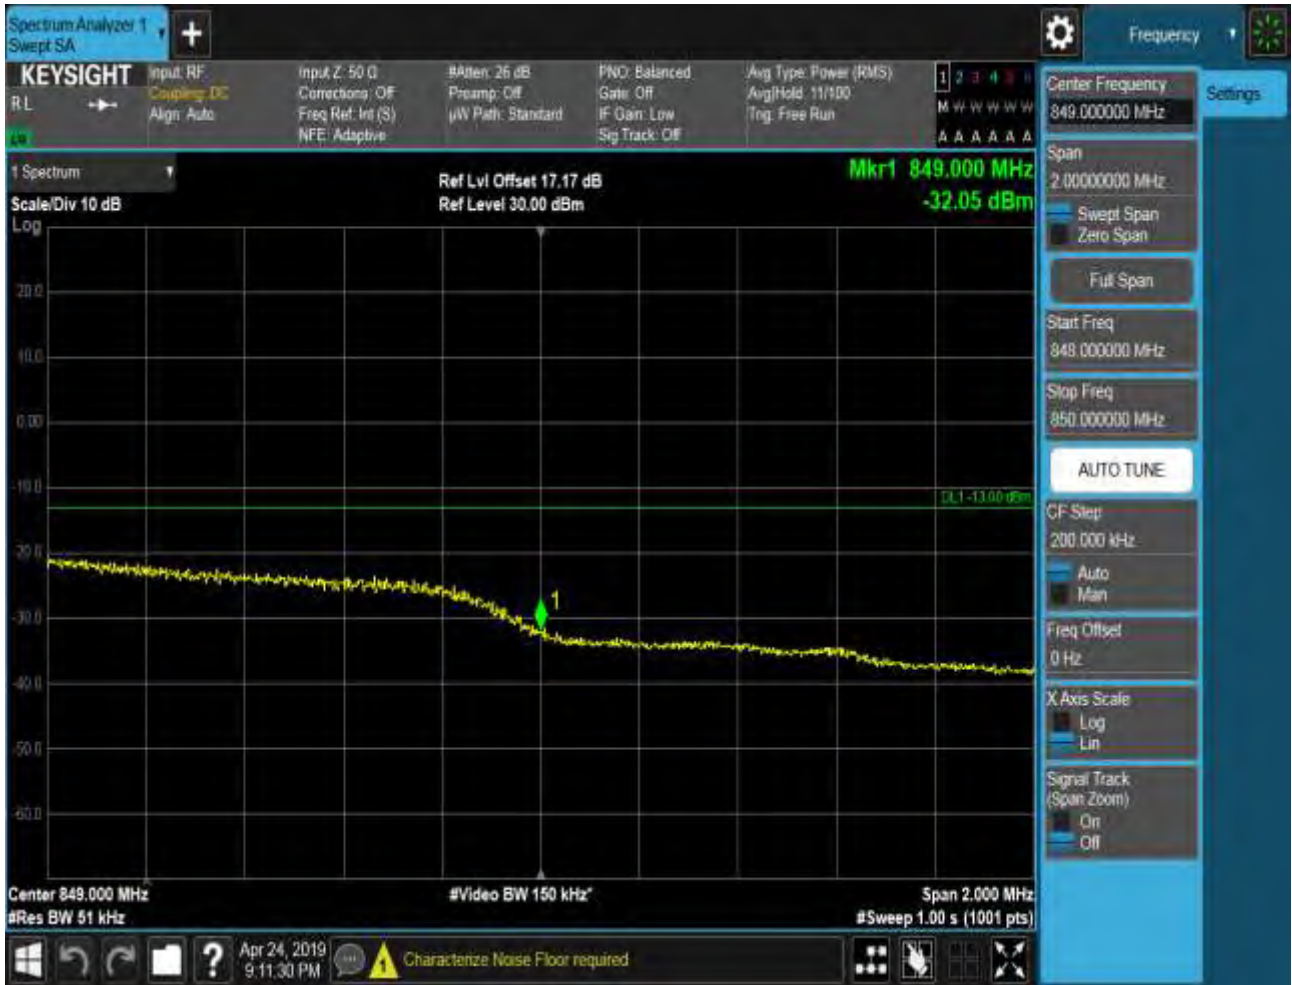 Spectrum Analyzer 1
Swept SA
+
Frequency
KEYSIGHT
RL
Input: RF
Coupling: DC
Align: Auto
Input Z: 50 Ω
Corrections: Off
Freq Ref: Int (S)
NFE: Adaptive
#Atten: 26 dB
Preamp: Off
µW Path: Standard
PNO: Balanced
Gate: Off
IF Gain: Low
Sig Track: Off
Avg Type: Power (RMS)
Avg|Hold: 11/100
Trig: Free Run
1 2 3 4 5 6
M W W W W W
A A A A A A
1 Spectrum
Scale/Div 10 dB
Log
Ref Lvl Offset 17.17 dB
Ref Level 30.00 dBm
Mkr1 849.000 MHz
-32.05 dBm
20.0
10.0
0.00
-10.0
DL1 -13.00 dBm
-20.0
1
-30.0
-40.0
-50.0
-60.0
Center 849.000 MHz
#Video BW 150 kHz*
Span 2.000 MHz
#Res BW 51 kHz
#Sweep 1.00 s (1001 pts)
?
Apr 24, 2019
9:11:30 PM
1
Characterize Noise Floor required
Center Frequency
849.000000 MHz
Settings
Span
2.00000000 MHz
Swept Span
Zero Span
Full Span
Start Freq
848.000000 MHz
Stop Freq
850.000000 MHz
AUTO TUNE
CF Step
200.000 kHz
Auto
Man
Freq Offset
0 Hz
X Axis Scale
Log
Lin
Signal Track
(Span Zoom)
On
Off